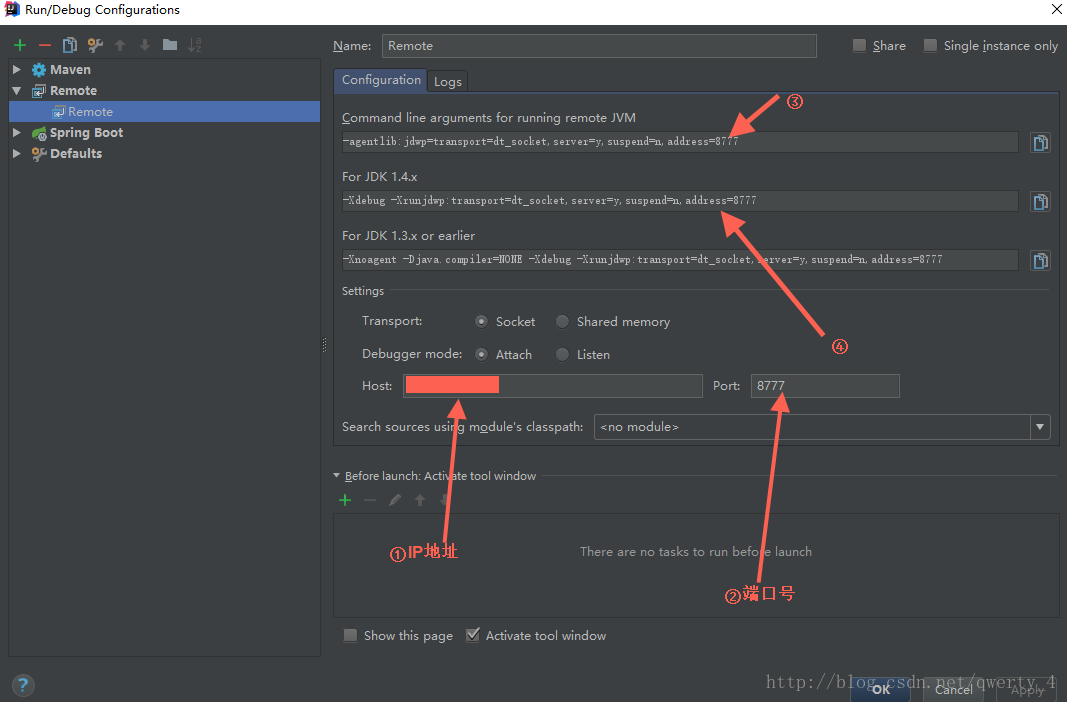 Run/Debug Configurations
Name: Remote Share Single instance only
Maven
Remote
Remote
Spring Boot
Defaults
Configuration Logs
③
Command line arguments for running remote JVM
-agentlib:jdwp=transport=dt_socket,server=y,suspend=n,address=8777
For JDK 1.4.x
-Xdebug -Xrunjdwp:transport=dt_socket,server=y,suspend=n,address=8777
For JDK 1.3.x or earlier
-Xnoagent -Djava.compiler=NONE -Xdebug -Xrunjdwp:transport=dt_socket,server=y,suspend=n,address=8777
Settings
Transport: Socket Shared memory
④
Debugger mode: Attach Listen
Host: Port: 8777
Search sources using module's classpath: <no module>
Before launch: Activate tool window
①IP地址
There are no tasks to run before launch
②端口号
Show this page Activate tool window
http://blog.csdn.net/qwerty_4
? OK Cancel Apply